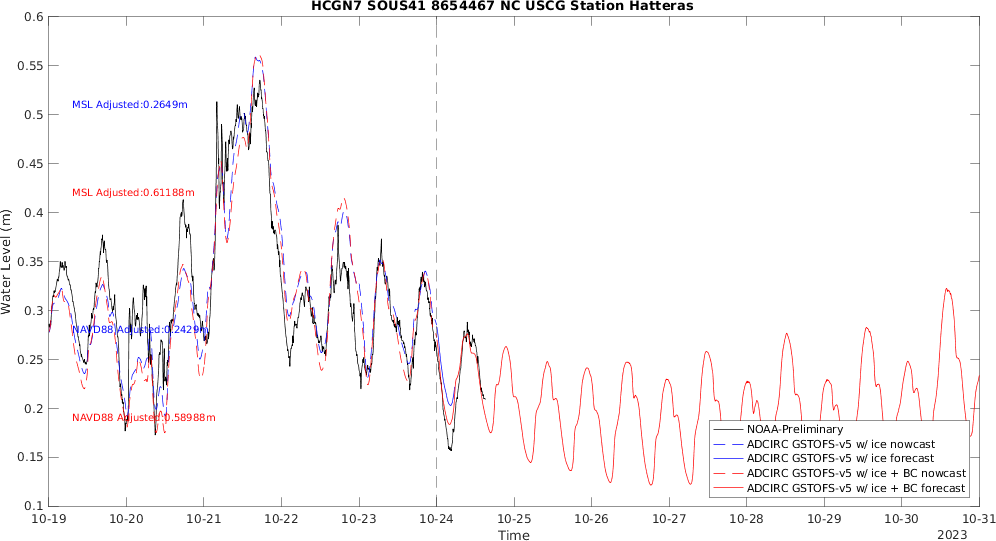 HCGN7 SOUS41 8654467 NC USCG Station Hatteras
Water Level (m)
0.6
0.55
0.5
0.45
0.4
0.35
0.3
0.25
0.2
0.15
0.1
MSL Adjusted:0.2649m
MSL Adjusted:0.61188m
NAVD88 Adjusted:0.2429m
NAVD88 Adjusted:0.58988m
NOAA-Preliminary
ADCIRC GSTOFS-v5 w/ ice nowcast
ADCIRC GSTOFS-v5 w/ ice forecast
ADCIRC GSTOFS-v5 w/ ice + BC nowcast
ADCIRC GSTOFS-v5 w/ ice + BC forecast
10-19 10-20 10-21 10-22 10-23 10-24 10-25 10-26 10-27 10-28 10-29 10-30 10-31
Time
2023